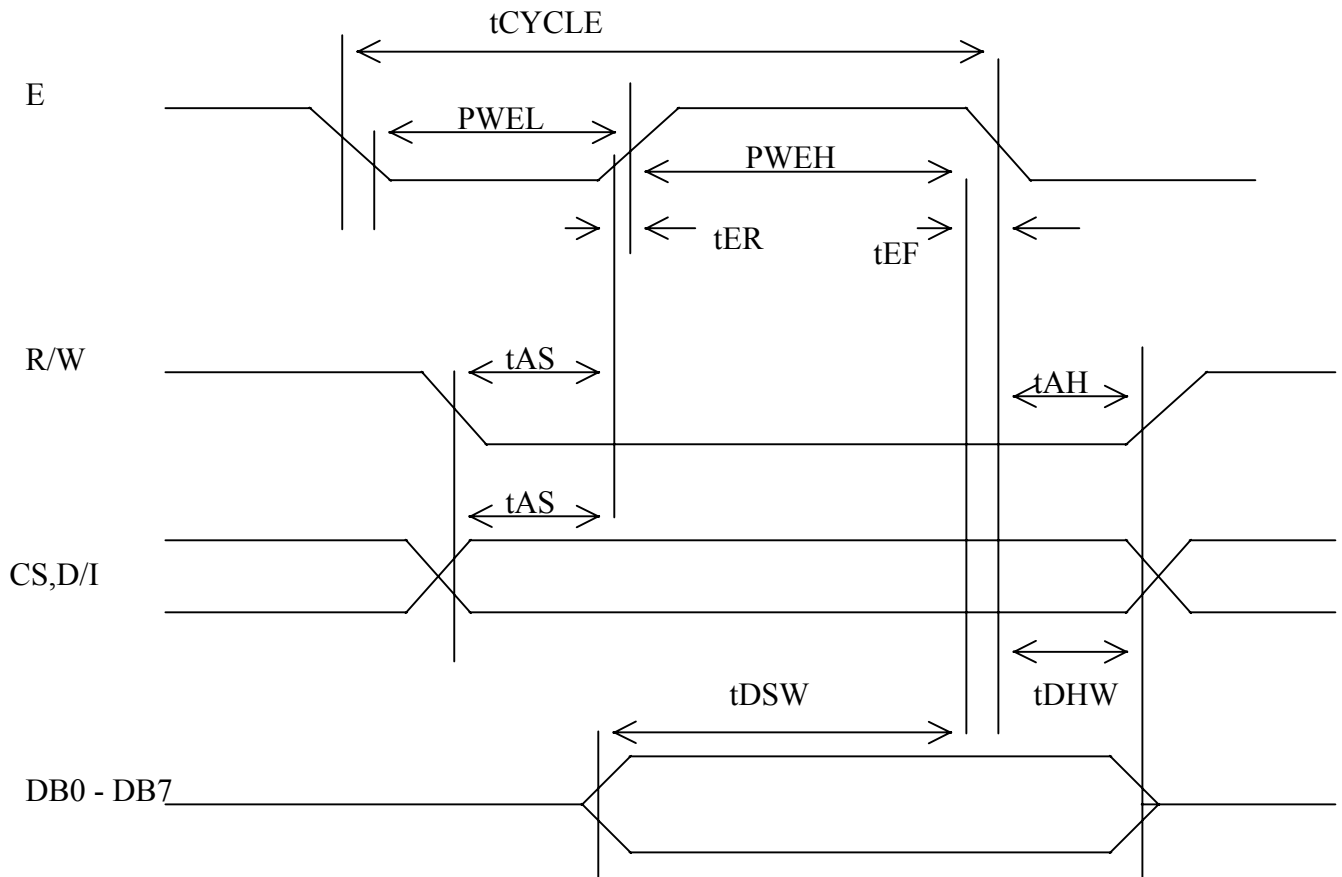 tCYCLE
E
PWEL
PWEH
tER
tEF
R/W
tAS
tAH
tAS
CS,D/I
tDSW
tDHW
DB0 - DB7